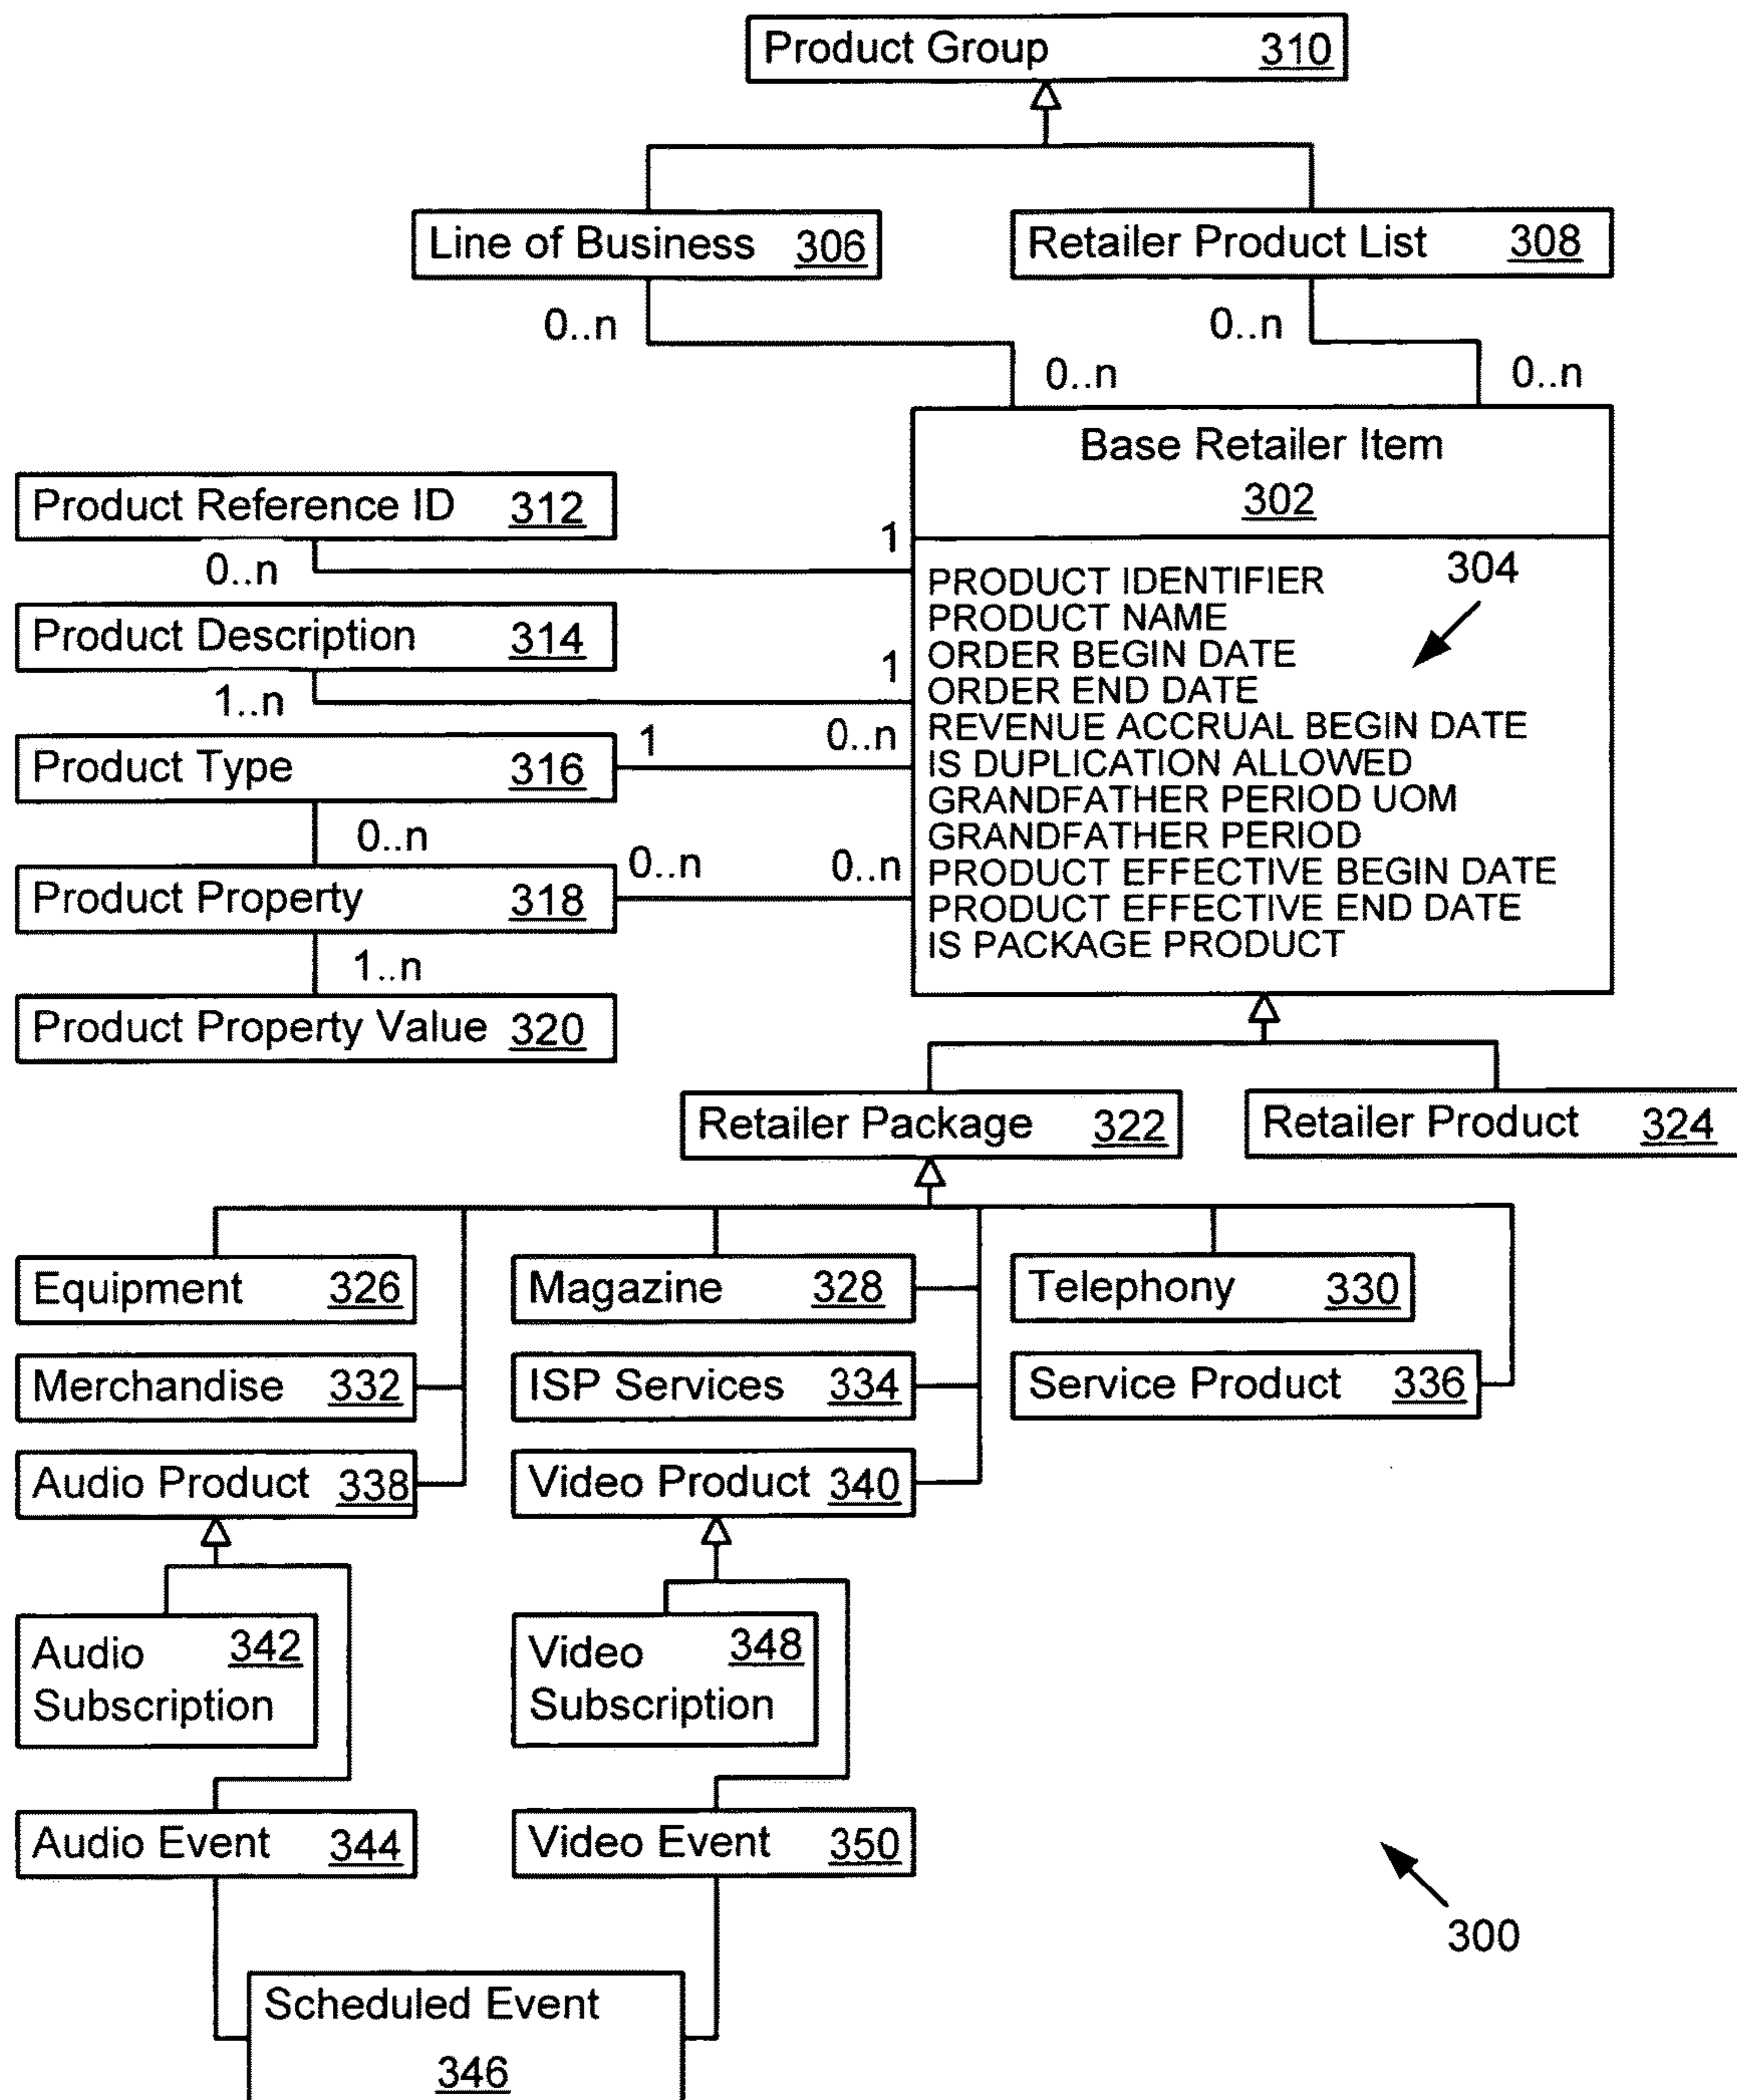 Product Group 310
Line of Business 306
Retailer Product List 308
0..n
0..n
0..n
0..n
Base Retailer Item
302
304
PRODUCT IDENTIFIER
PRODUCT NAME
ORDER BEGIN DATE
ORDER END DATE
REVENUE ACCRUAL BEGIN DATE
IS DUPLICATION ALLOWED
GRANDFATHER PERIOD UOM
GRANDFATHER PERIOD
PRODUCT EFFECTIVE BEGIN DATE
PRODUCT EFFECTIVE END DATE
IS PACKAGE PRODUCT
Product Reference ID 312
0..n
1
Product Description 314
1..n
1
Product Type 316
1
0..n
0..n
Product Property 318
0..n
0..n
1..n
Product Property Value 320
Retailer Package 322
Retailer Product 324
Equipment 326
Magazine 328
Telephony 330
Merchandise 332
ISP Services 334
Service Product 336
Audio Product 338
Video Product 340
Audio 342
Subscription
Video 348
Subscription
Audio Event 344
Video Event 350
Scheduled Event
346
300